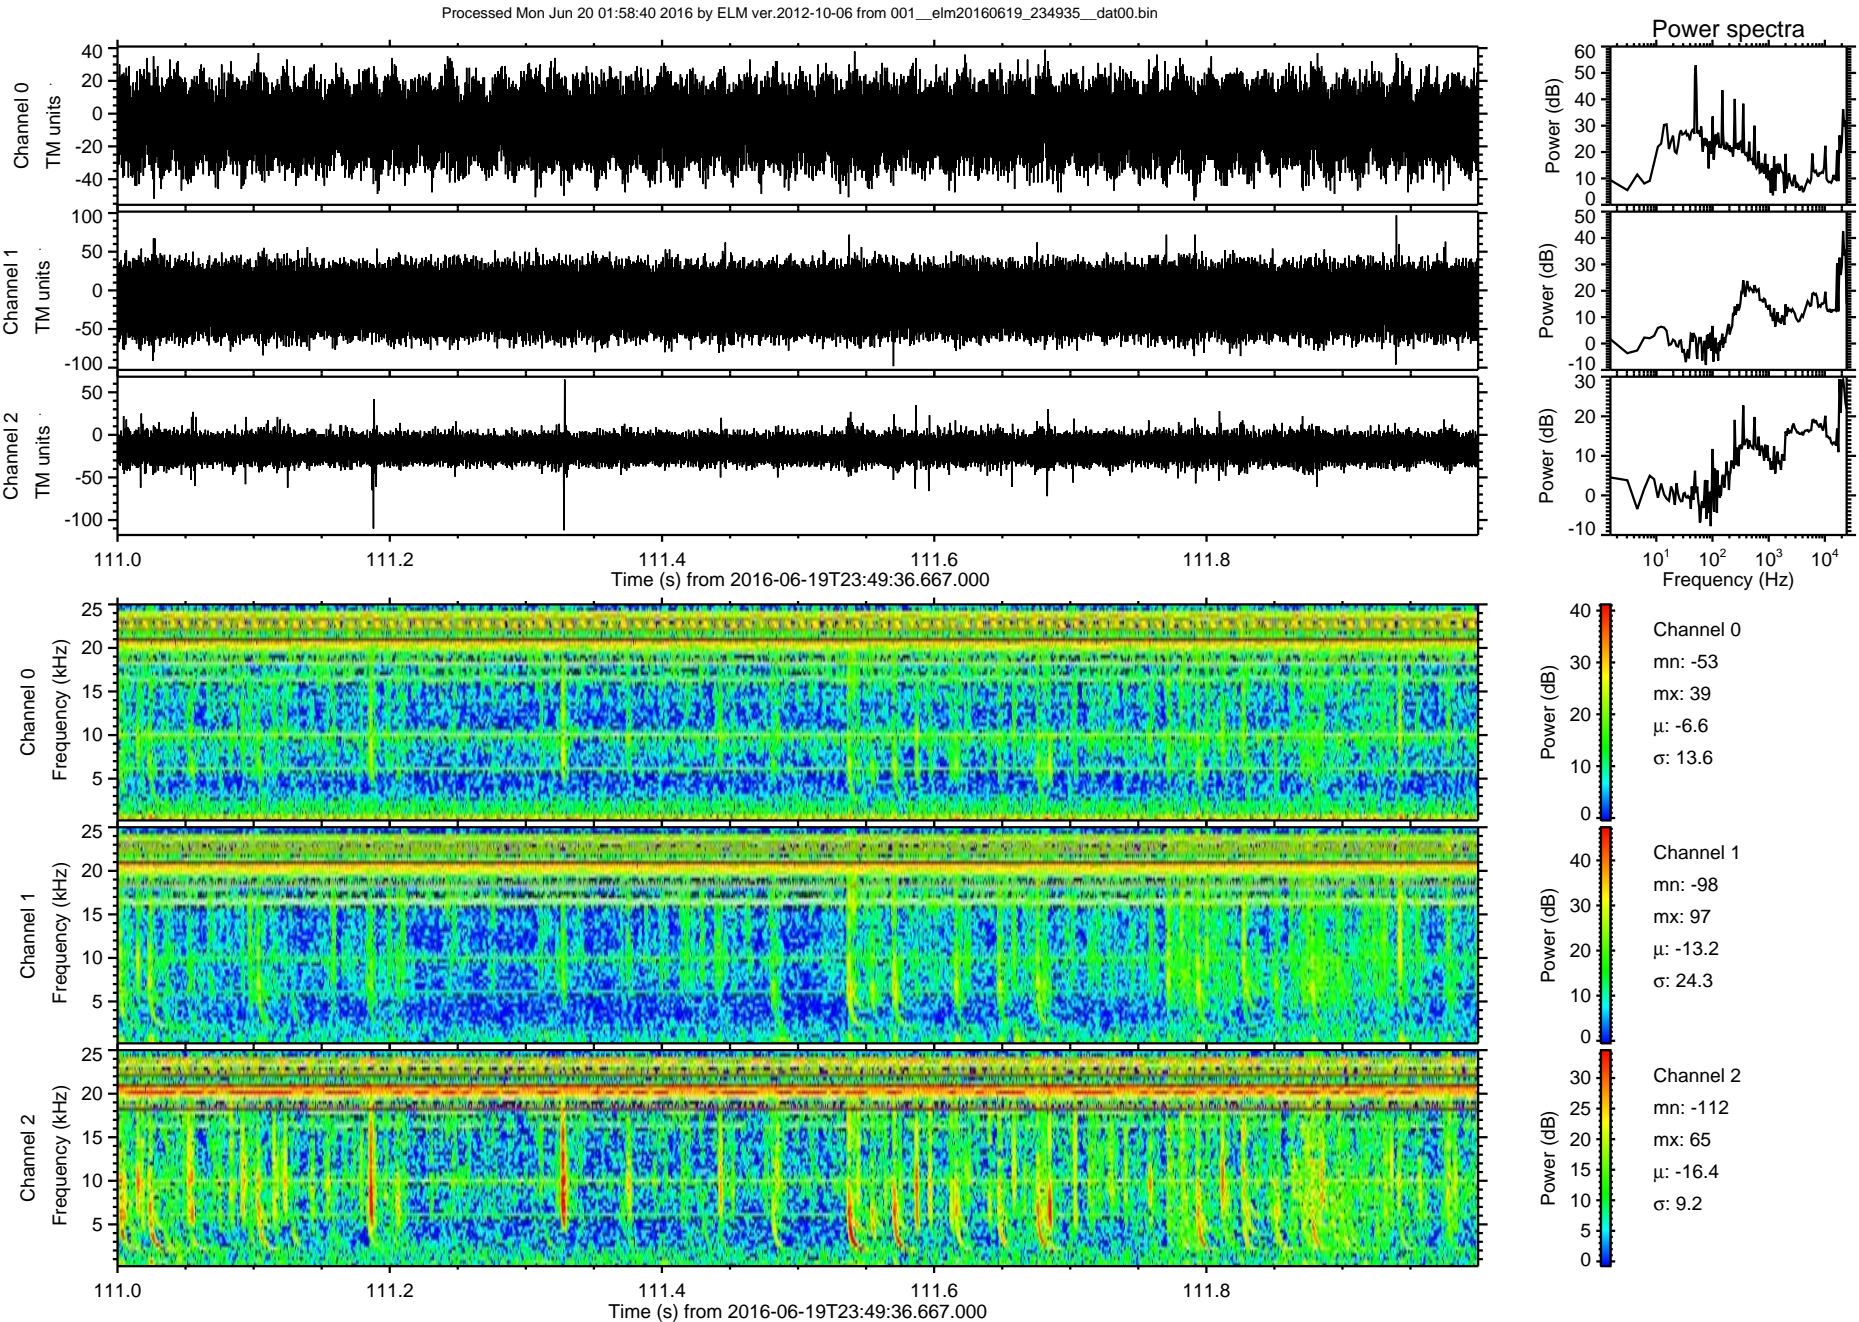 Processed Mon Jun 20 01:58:40 2016 by ELM ver.2012-10-06 from 001__elm20160619_234935__dat00.bin
Power spectra
Channel 0
TM units
40
20
0
-20
-40
Power (dB)
60
50
40
30
20
10
0
Channel 1
TM units
100
50
0
-50
-100
Power (dB)
50
40
30
20
10
0
-10
Channel 2
TM units
50
0
-50
-100
Power (dB)
30
20
10
0
-10
111.0 111.2 111.4 111.6 111.8
Time (s) from 2016-06-19T23:49:36.667.000
10^1 10^2 10^3 10^4
Frequency (Hz)
Channel 0
Frequency (kHz)
25
20
15
10
5
Power (dB)
40
30
20
10
0
Channel 0
mn: -53
mx: 39
μ: -6.6
σ: 13.6
Channel 1
Frequency (kHz)
25
20
15
10
5
Power (dB)
40
30
20
10
0
Channel 1
mn: -98
mx: 97
μ: -13.2
σ: 24.3
Channel 2
Frequency (kHz)
25
20
15
10
5
Power (dB)
30
25
20
15
10
5
0
Channel 2
mn: -112
mx: 65
μ: -16.4
σ: 9.2
111.0 111.2 111.4 111.6 111.8
Time (s) from 2016-06-19T23:49:36.667.000